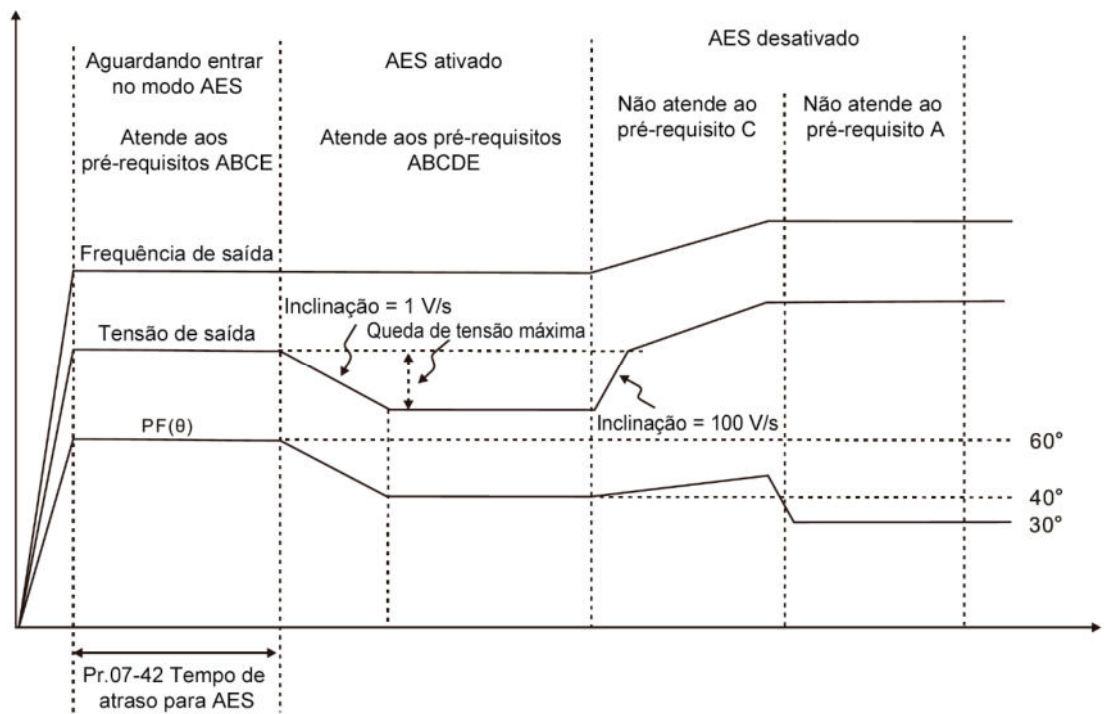 Aguardando entrar
no modo AES
Atende aos
pré-requisitos ABCE
AES ativado
Atende aos pré-requisitos
ABCDE
AES desativado
Não atende ao
pré-requisito C
Não atende ao
pré-requisito A
Frequência de saída
Inclinação = 1 V/s
Tensão de saída
Queda de tensão máxima
PF(θ)
Inclinação = 100 V/s
60°
40°
30°
Pr.07-42 Tempo de
atraso para AES